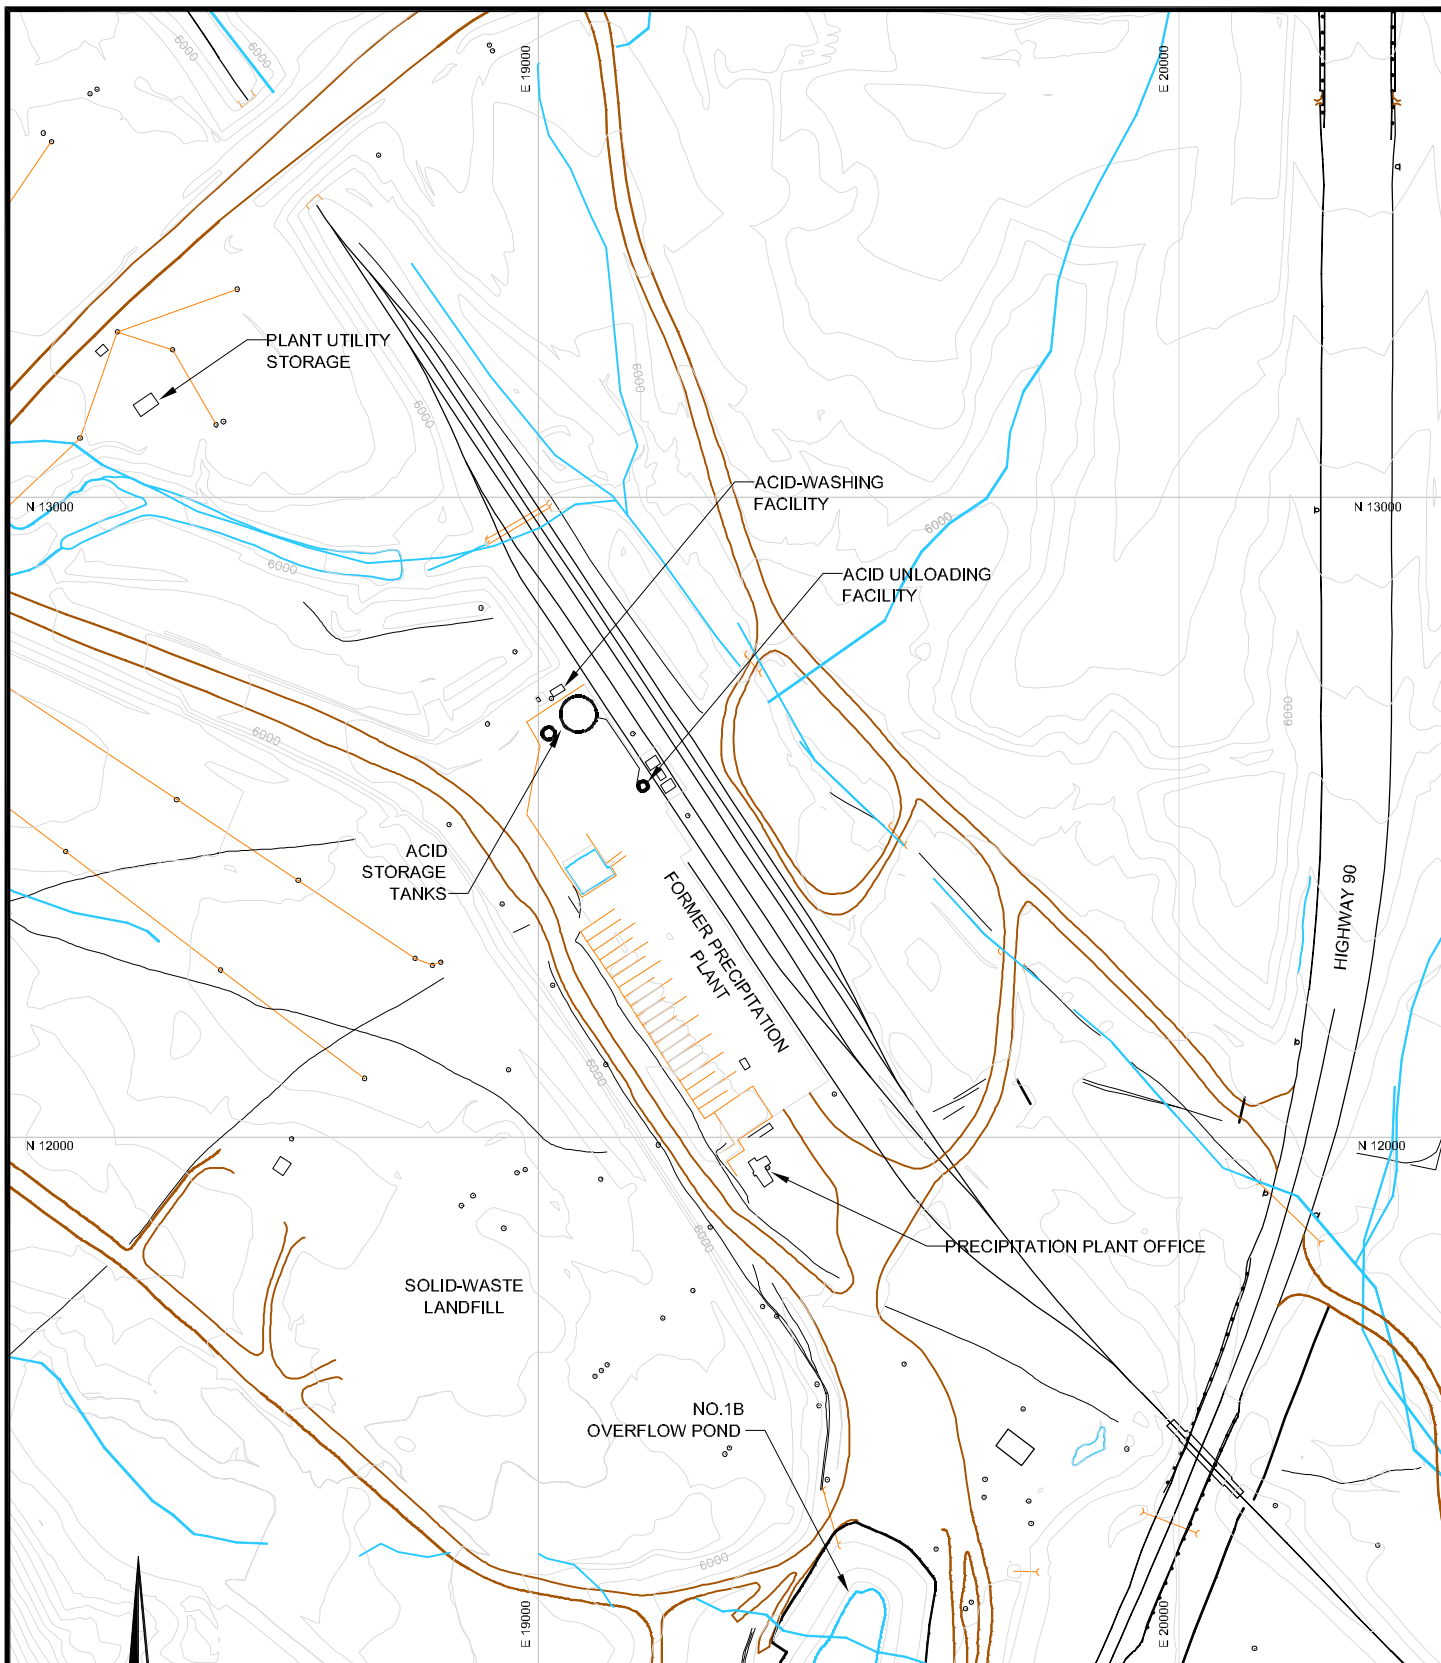 6000
6000
E 19000
E 20000
PLANT UTILITY
STORAGE
6000
6000
ACID-WASHING
FACILITY
N 13000
N 13000
6000
6000
ACID UNLOADING
FACILITY
6000
6000
ACID
STORAGE
TANKS
FORMER PRECIPITATION
PLANT
HIGHWAY 90
6000
N 12000
N 12000
6000
PRECIPITATION PLANT OFFICE
SOLID-WASTE
LANDFILL
NO.1B
OVERFLOW POND
6000
E 19000
E 20000